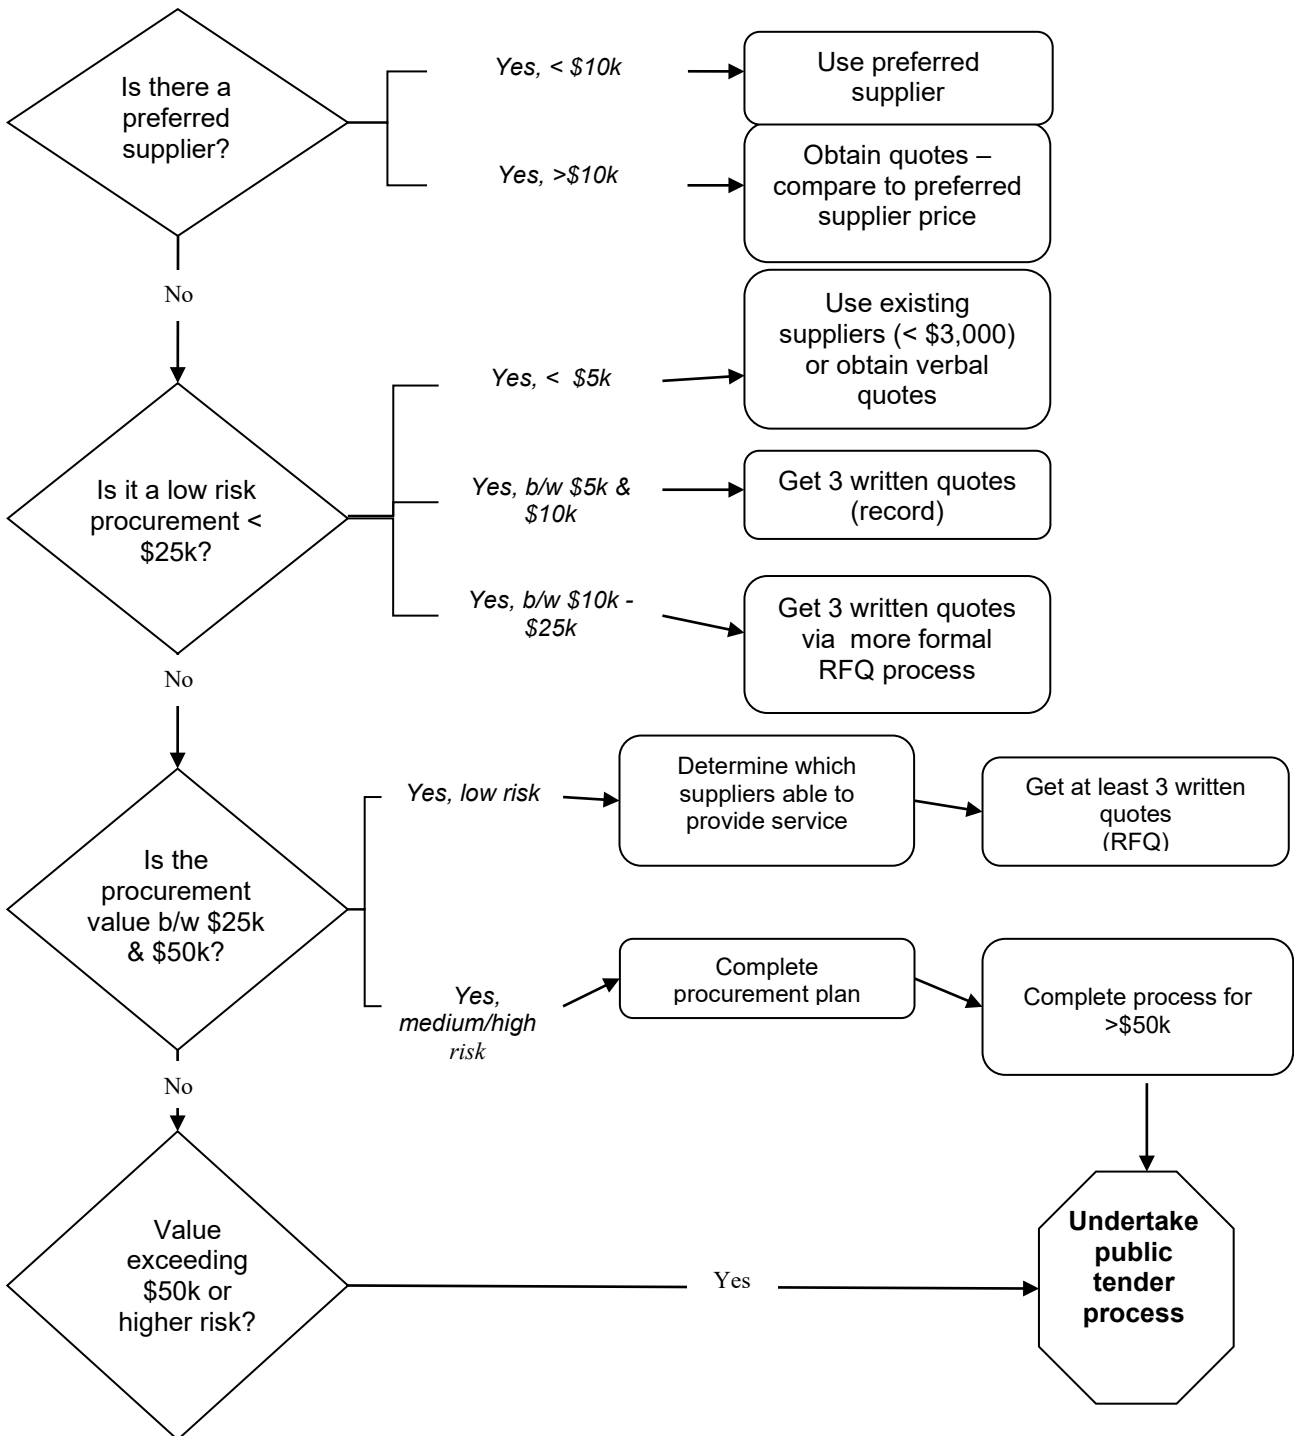 Is there a
preferred
supplier?
Yes, < $10k
Use preferred
supplier
Yes, >$10k
Obtain quotes –
compare to preferred
supplier price
No
Is it a low risk
procurement <
$25k?
Yes, <  $5k
Use existing
suppliers (< $3,000)
or obtain verbal
quotes
Yes, b/w $5k &
$10k
Get 3 written quotes
(record)
Yes, b/w $10k -
$25k
Get 3 written quotes
via  more formal
RFQ process
No
Is the
procurement
value b/w $25k
& $50k?
Yes, low risk
Determine which
suppliers able to
provide service
Get at least 3 written
quotes
(RFQ)
Yes,
medium/high
risk
Complete
procurement plan
Complete process for
>$50k
No
Value
exceeding
$50k or
higher risk?
Yes
Undertake
public
tender
process